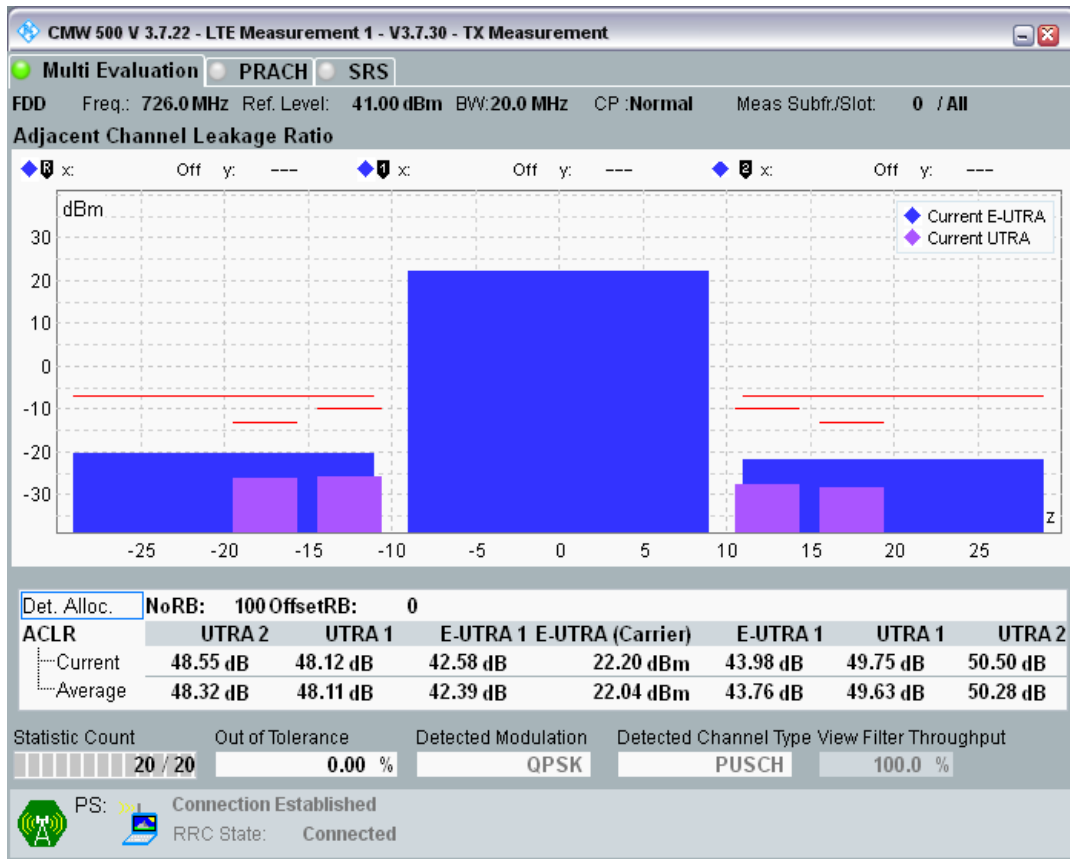 CMW 500 V 3.7.22 - LTE Measurement 1 - V3.7.30 - TX Measurement
Multi Evaluation PRACH SRS
FDD Freq.: 726.0 MHz Ref. Level: 41.00 dBm BW: 20.0 MHz CP : Normal Meas Subfr./Slot: 0 / All
Adjacent Channel Leakage Ratio
R x: Off y: --- 1 x: Off y: --- 2 x: Off y: ---
dBm
Current E-UTRA
Current UTRA
30
20
10
0
-10
-20
-30
z
-25 -20 -15 -10 -5 0 5 10 15 20 25
Det. Alloc. NoRB: 100 OffsetRB: 0
ACLR UTRA 2 UTRA 1 E-UTRA 1 E-UTRA (Carrier) E-UTRA 1 UTRA 1 UTRA 2
Current 48.55 dB 48.12 dB 42.58 dB 22.20 dBm 43.98 dB 49.75 dB 50.50 dB
Average 48.32 dB 48.11 dB 42.39 dB 22.04 dBm 43.76 dB 49.63 dB 50.28 dB
Statistic Count Out of Tolerance Detected Modulation Detected Channel Type View Filter Throughput
20 / 20 0.00 % QPSK PUSCH 100.0 %
PS: Connection Established
RRC State: Connected